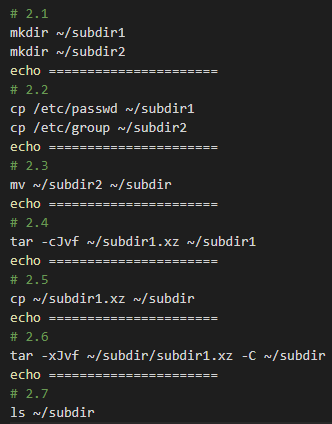 # 2.1
mkdir ~/subdir1
mkdir ~/subdir2
echo ======================
# 2.2
cp /etc/passwd ~/subdir1
cp /etc/group ~/subdir2
echo ======================
# 2.3
mv ~/subdir2 ~/subdir
echo ======================
# 2.4
tar -cJvf ~/subdir1.xz ~/subdir1
echo ======================
# 2.5
cp ~/subdir1.xz ~/subdir
echo ======================
# 2.6
tar -xJvf ~/subdir/subdir1.xz -C ~/subdir
echo ======================
# 2.7
ls ~/subdir